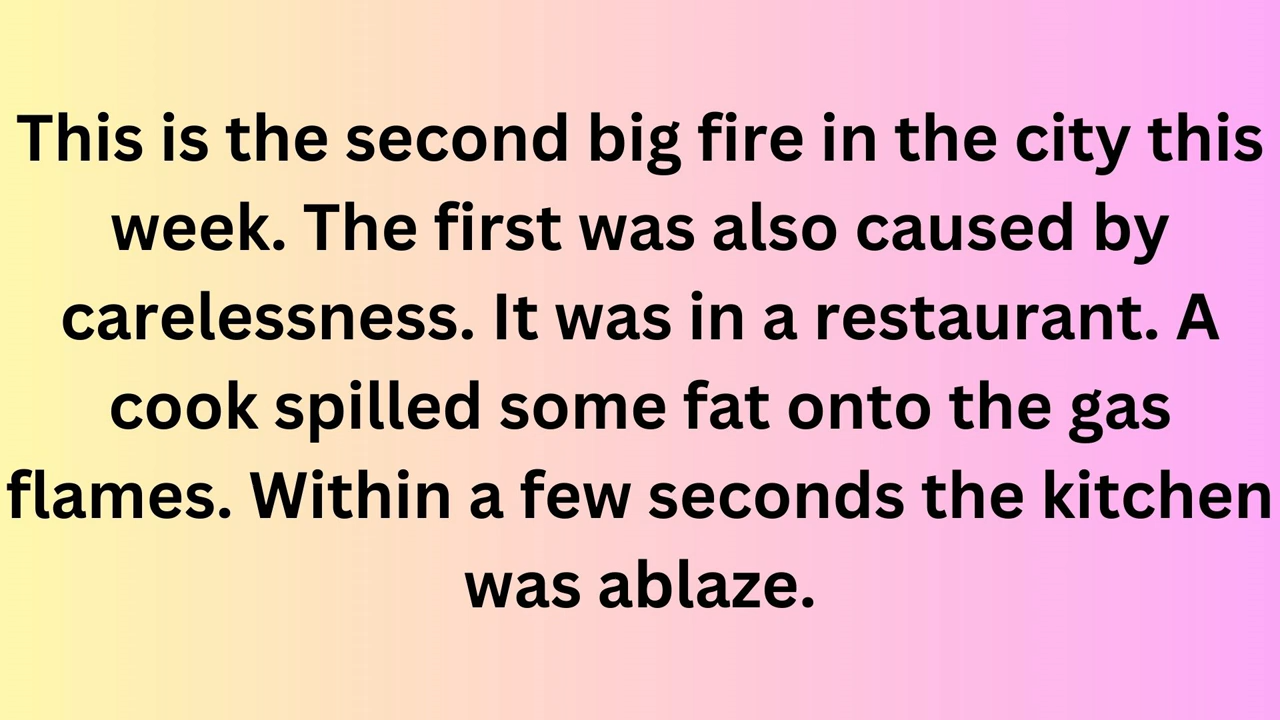 This is the second big fire in the city this
week. The first was also caused by
carelessness. It was in a restaurant. A
cook spilled some fat onto the gas
flames. Within a few seconds the kitchen
was ablaze.